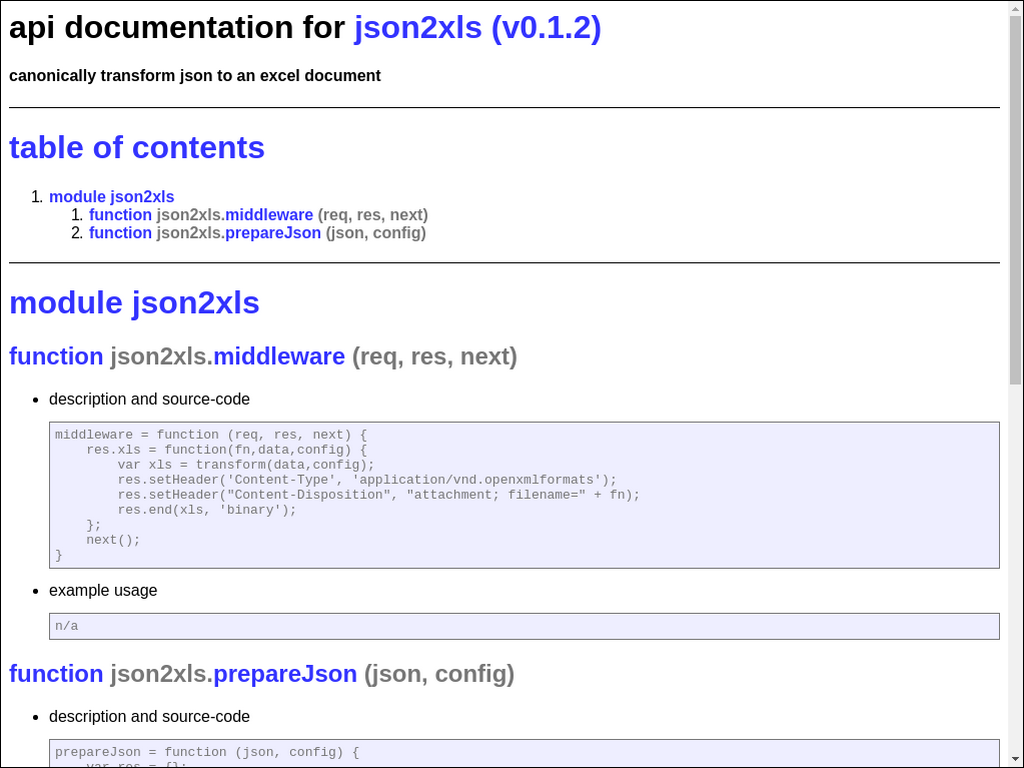 api documentation for json2xls (v0.1.2)
canonically transform json to an excel document
table of contents
1. module json2xls
1. function json2xls.middleware (req, res, next)
2. function json2xls.prepareJson (json, config)
module json2xls
function json2xls.middleware (req, res, next)
• description and source-code
middleware = function (req, res, next) {
    res.xls = function(fn,data,config) {
        var xls = transform(data,config);
        res.setHeader('Content-Type', 'application/vnd.openxmlformats');
        res.setHeader("Content-Disposition", "attachment; filename=" + fn);
        res.end(xls, 'binary');
    };
    next();
}
• example usage
n/a
function json2xls.prepareJson (json, config)
• description and source-code
prepareJson = function (json, config) {
    var res = {};